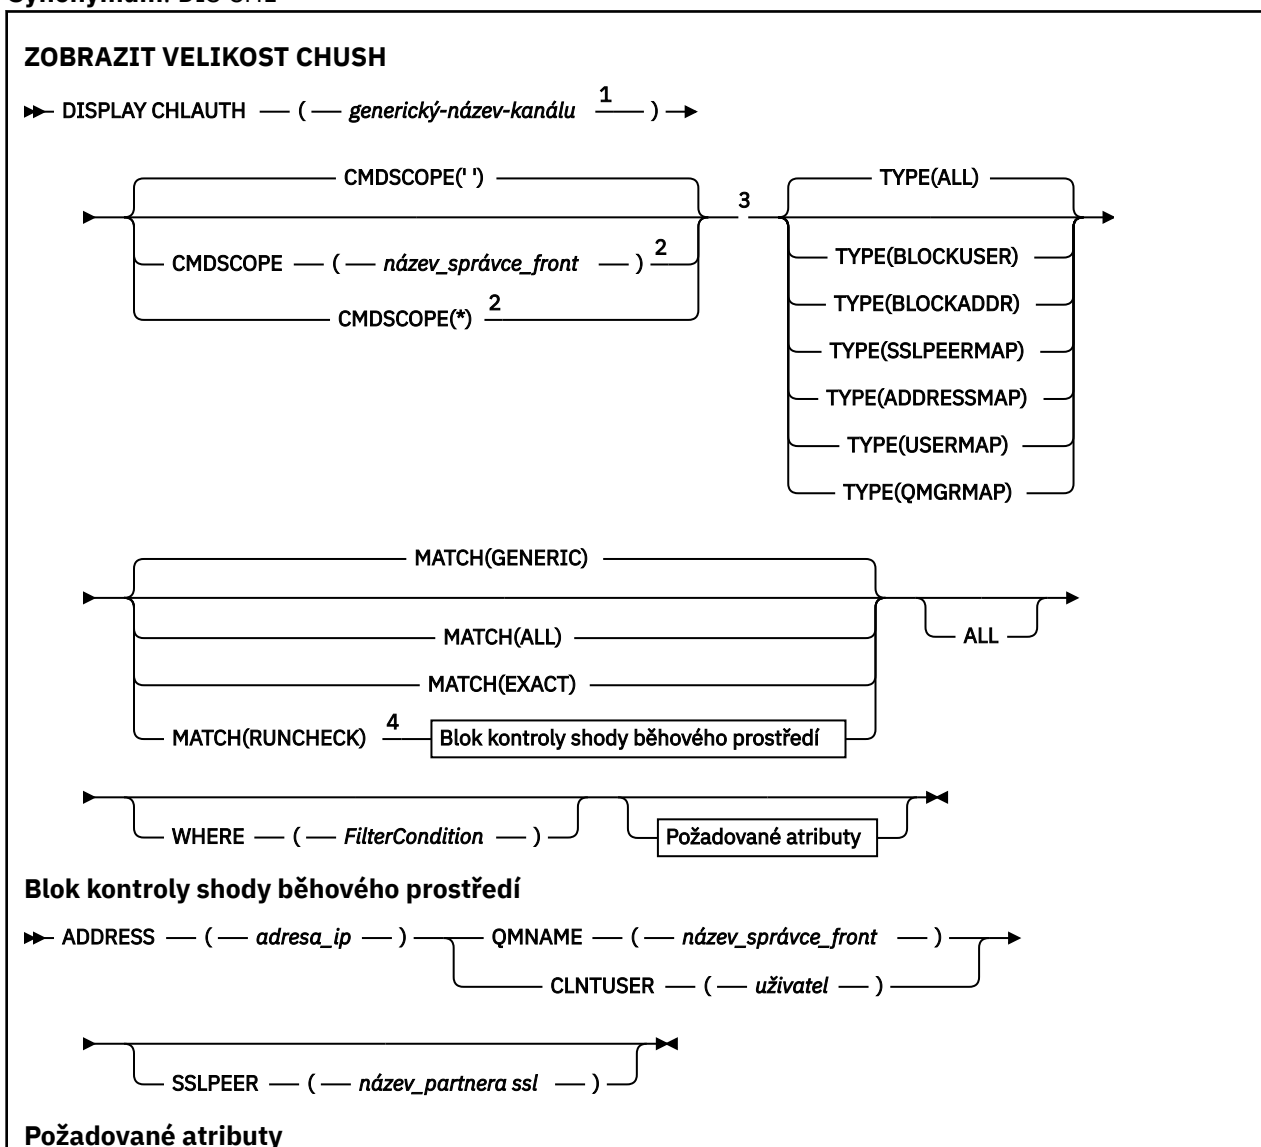 ZOBRAZIT VELIKOST CHUSH
DISPLAY CHLAUTH ( generický-název-kanálu 1 )
CMDSCOPE(' ')
CMDSCOPE ( název_správce_front ) 2
CMDSCOPE(*) 2
3
TYPE(ALL)
TYPE(BLOCKUSER)
TYPE(BLOCKADDR)
TYPE(SSLPEERMAP)
TYPE(ADDRESSMAP)
TYPE(USERMAP)
TYPE(QMGRMAP)
MATCH(GENERIC)
MATCH(ALL)
MATCH(EXACT)
MATCH(RUNCHECK) 4 Blok kontroly shody běhového prostředí
ALL
WHERE ( FilterCondition )
Požadované atributy
Blok kontroly shody běhového prostředí
ADDRESS ( adresa_ip ) QMNAME ( název_správce_front )
CLNTUSER ( uživatel )
SSLPEER ( název_partnera ssl )
Požadované atributy